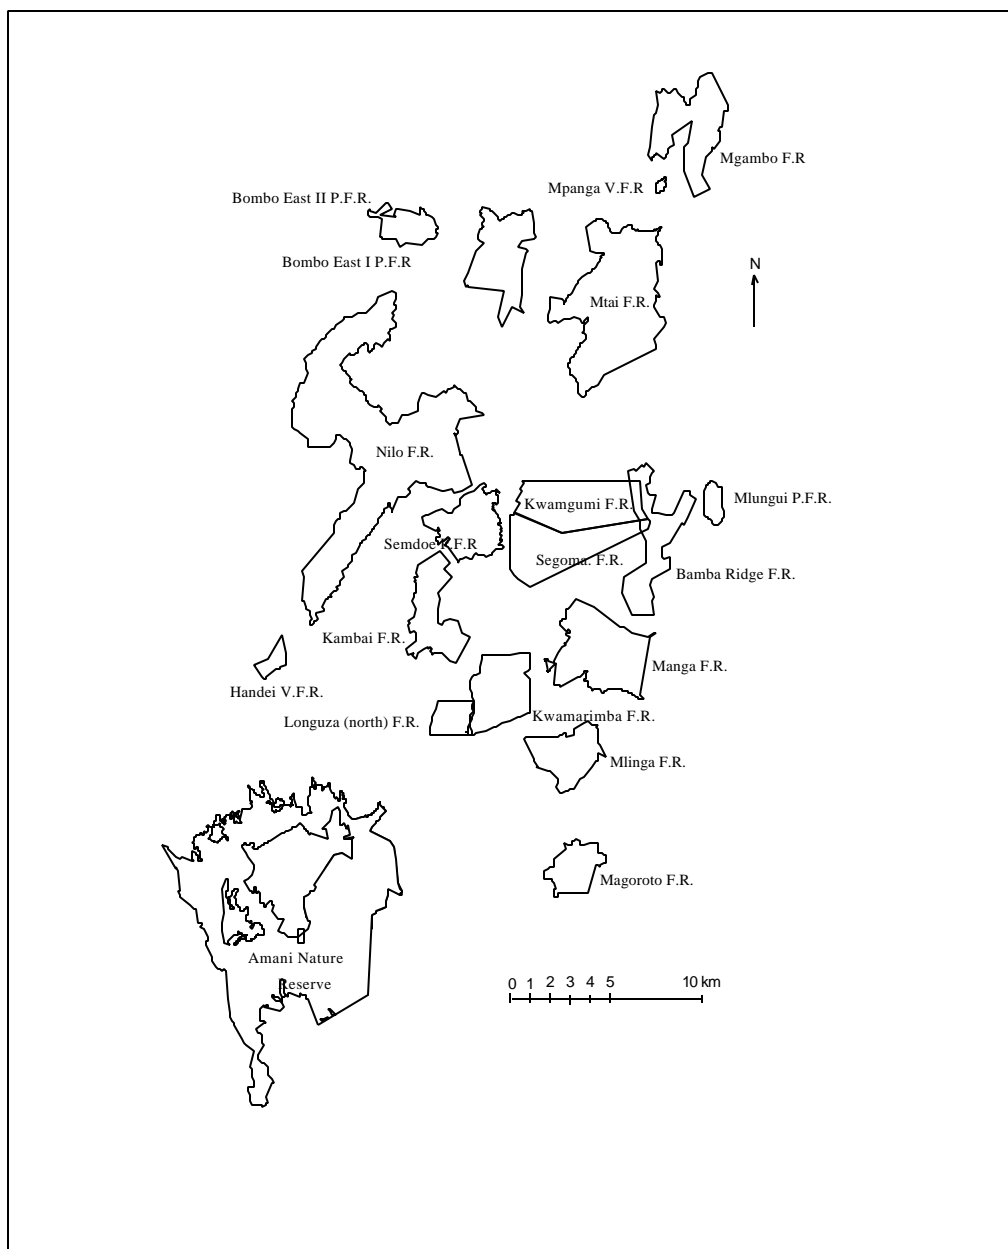 Mgambo F.R
Mpanga V.F.R
Bombo East II P.F.R.
Bombo East I P.F.R
N
Mtai F.R.
Nilo F.R.
Kwamgumi F.R.
Mlungui P.F.R.
Semdoe P.F.R
Segoma. F.R.
Bamba Ridge F.R.
Kambai F.R.
Manga F.R.
Handei V.F.R.
Longuza (north) F.R.
Kwamarimba F.R.
Mlinga F.R.
Magoroto F.R.
Amani Nature
Reserve
0 1 2 3 4 5 10 km